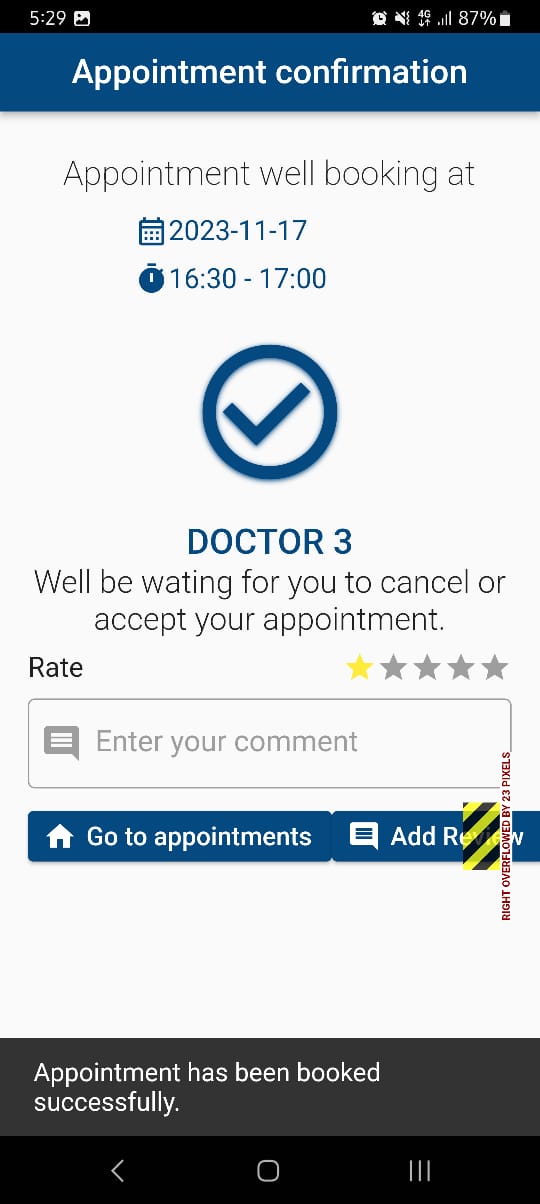 5:29
4G 87%
Appointment confirmation
Appointment well booking at
2023-11-17
16:30 - 17:00
DOCTOR 3
Well be wating for you to cancel or
accept your appointment.
Rate
Enter your comment
Go to appointments
Add Review
RIGHT OVERFLOWED BY 23 PIXELS
Appointment has been booked
successfully.